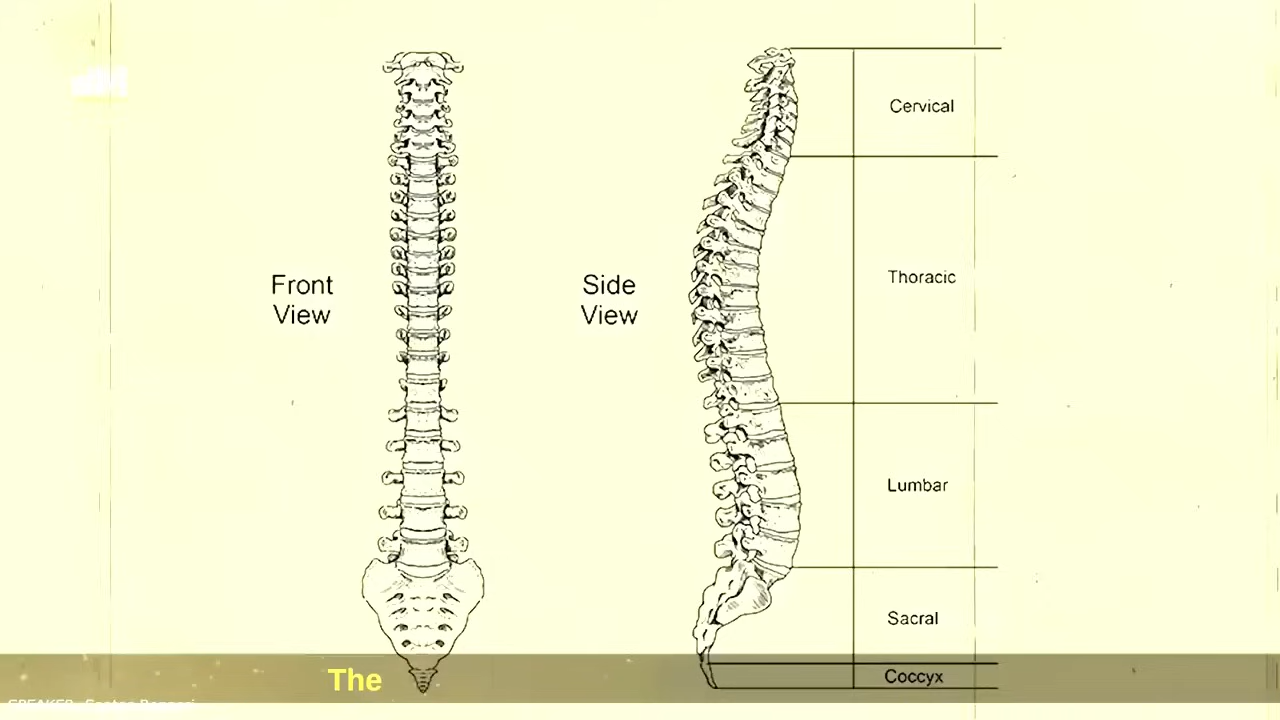 Cervical
Thoracic
Front
View
Side
View
Lumbar
Sacral
Coccyx
The